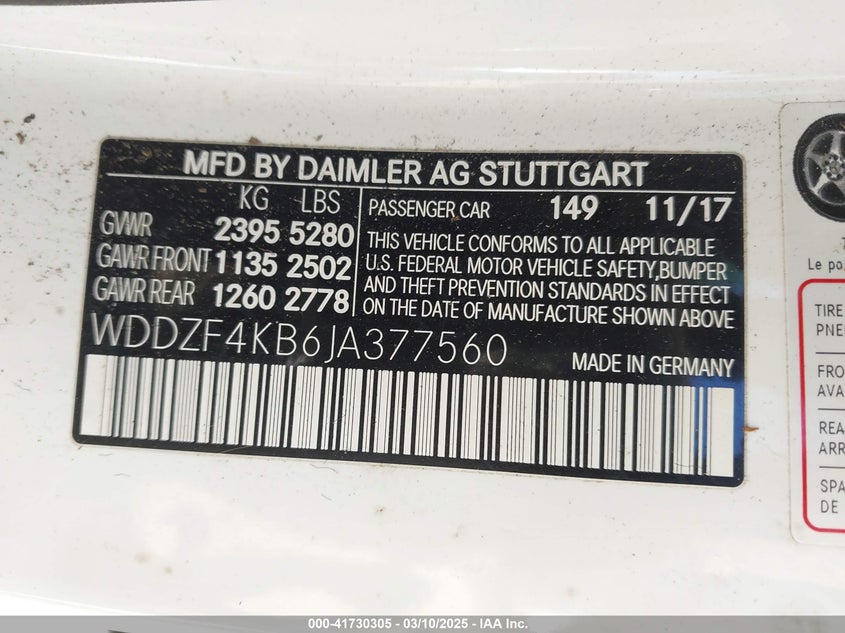 MFD BY DAIMLER AG STUTTGART
KG LBS
GVWR 2395 5280
GAWR FRONT 1135 2502
GAWR REAR 1260 2778
PASSENGER CAR 149 11/17
THIS VEHICLE CONFORMS TO ALL APPLICABLE
U.S. FEDERAL MOTOR VEHICLE SAFETY,BUMPER
AND THEFT PREVENTION STANDARDS IN EFFECT
ON THE DATE OF MANUFACTURE SHOWN ABOVE
WDDZF4KB6JA377560
MADE IN GERMANY
Le po
TIRE
PNE
FRO
AVA
REA
ARR
SPA
DE
000-41730305 - 03/10/2025 - IAA Inc.